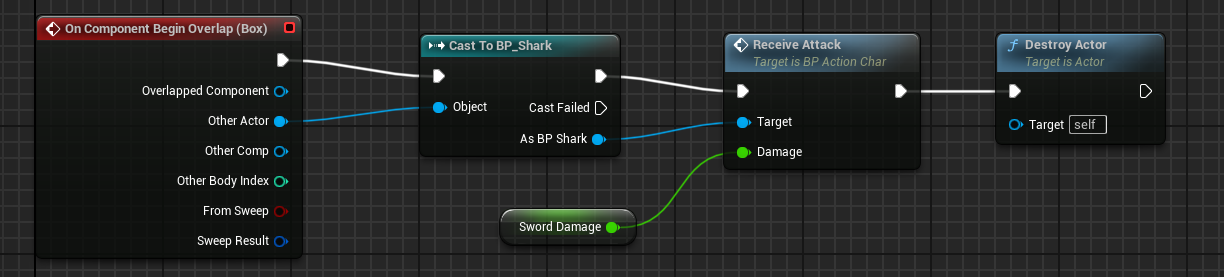 On Component Begin Overlap (Box)
Overlapped Component
Other Actor
Other Comp
Other Body Index
From Sweep
Sweep Result
Cast To BP_Shark
Object
Cast Failed
As BP Shark
Sword Damage
Receive Attack
Target is BP Action Char
Target
Damage
f Destroy Actor
Target is Actor
Target self